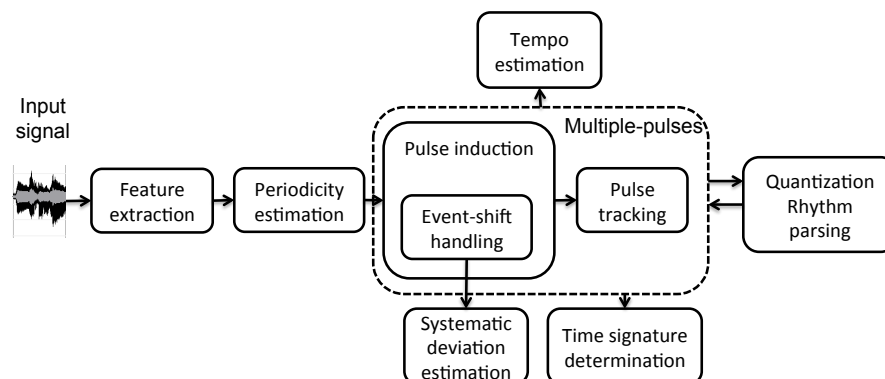 Tempo
estimation
Input
signal
Multiple-pulses
Pulse induction
Feature
extraction
Periodicity
estimation
Event-shift
handling
Pulse
tracking
Quantization
Rhythm
parsing
Systematic
deviation
estimation
Time signature
determination